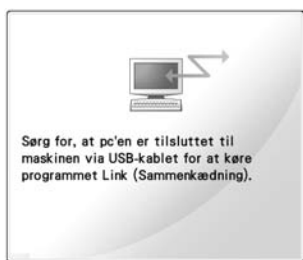 Sørg for, at pc'en er tilsluttet til
maskinen via USB-kablet for at køre
programmet Link (Sammenkædning).